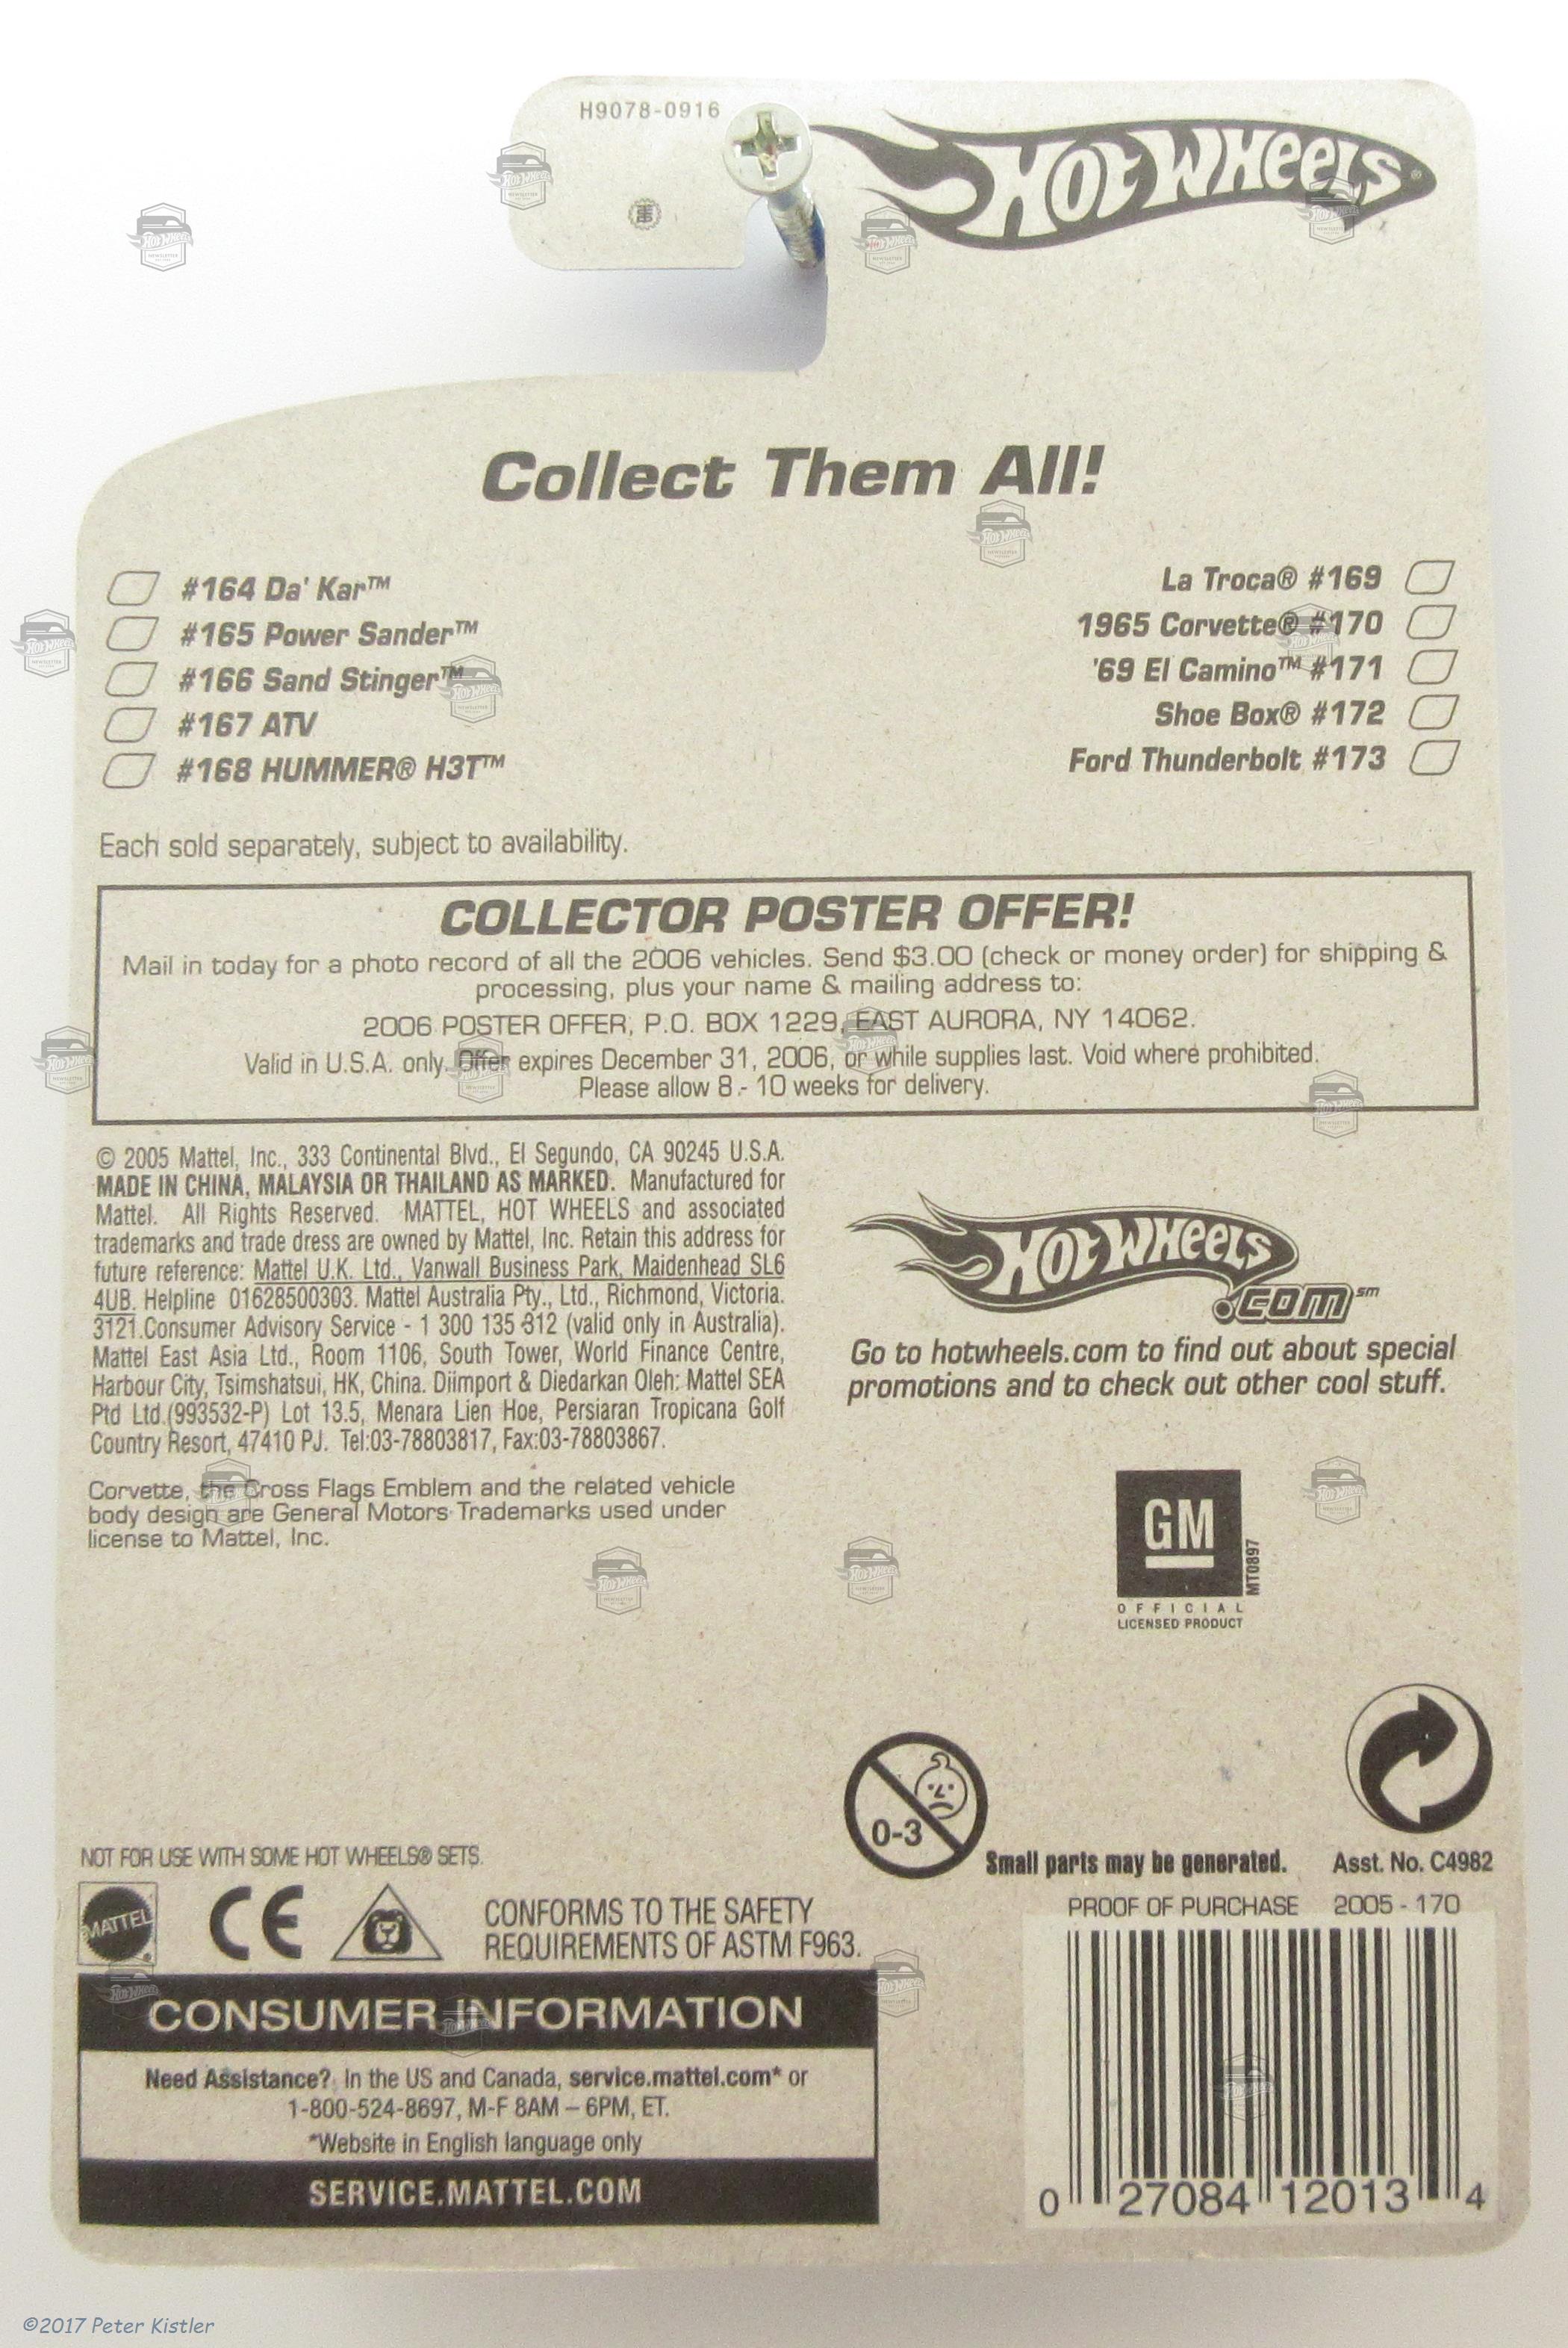 H9078-0916
HOT WHEELS®
Collect Them All!
#164 Da' Kar™
#165 Power Sander™
#166 Sand Stinger™
#167 ATV
#168 HUMMER® H3T™
La Troca® #169
1965 Corvette® #170
'69 El Camino™ #171
Shoe Box® #172
Ford Thunderbolt #173
Each sold separately, subject to availability.
COLLECTOR POSTER OFFER!
Mail in today for a photo record of all the 2006 vehicles. Send $3.00 (check or money order) for shipping &
processing, plus your name & mailing address to:
2006 POSTER OFFER, P.O. BOX 1229, EAST AURORA, NY 14062.
Valid in U.S.A. only. Offer expires December 31, 2006, or while supplies last. Void where prohibited.
Please allow 8 - 10 weeks for delivery.
© 2005 Mattel, Inc., 333 Continental Blvd., El Segundo, CA 90245 U.S.A.
MADE IN CHINA, MALAYSIA OR THAILAND AS MARKED. Manufactured for
Mattel. All Rights Reserved. MATTEL, HOT WHEELS and associated
trademarks and trade dress are owned by Mattel, Inc. Retain this address for
future reference: Mattel U.K. Ltd., Vanwall Business Park, Maidenhead SL6
4UB. Helpline 01628500303. Mattel Australia Pty., Ltd., Richmond, Victoria.
3121.Consumer Advisory Service - 1 300 135 312 (valid only in Australia).
Mattel East Asia Ltd., Room 1106, South Tower, World Finance Centre,
Harbour City, Tsimshatsui, HK, China. Diimport & Diedarkan Oleh: Mattel SEA
Ptd Ltd.(993532-P) Lot 13.5, Menara Lien Hoe, Persiaran Tropicana Golf
Country Resort, 47410 PJ. Tel:03-78803817, Fax:03-78803867.
Corvette, the Cross Flags Emblem and the related vehicle
body design are General Motors Trademarks used under
license to Mattel, Inc.
HOT WHEELS
.COM℠
Go to hotwheels.com to find out about special
promotions and to check out other cool stuff.
GM
MT0897
OFFICIAL
LICENSED PRODUCT
0-3
Small parts may be generated.
Asst. No. C4982
NOT FOR USE WITH SOME HOT WHEELS® SETS.
MATTEL
CE
CONFORMS TO THE SAFETY
REQUIREMENTS OF ASTM F963.
PROOF OF PURCHASE 2005 - 170
CONSUMER INFORMATION
Need Assistance? In the US and Canada, service.mattel.com* or
1-800-524-8697, M-F 8AM – 6PM, ET.
*Website in English language only
SERVICE.MATTEL.COM
0 27084 12013 4
©2017 Peter Kistler